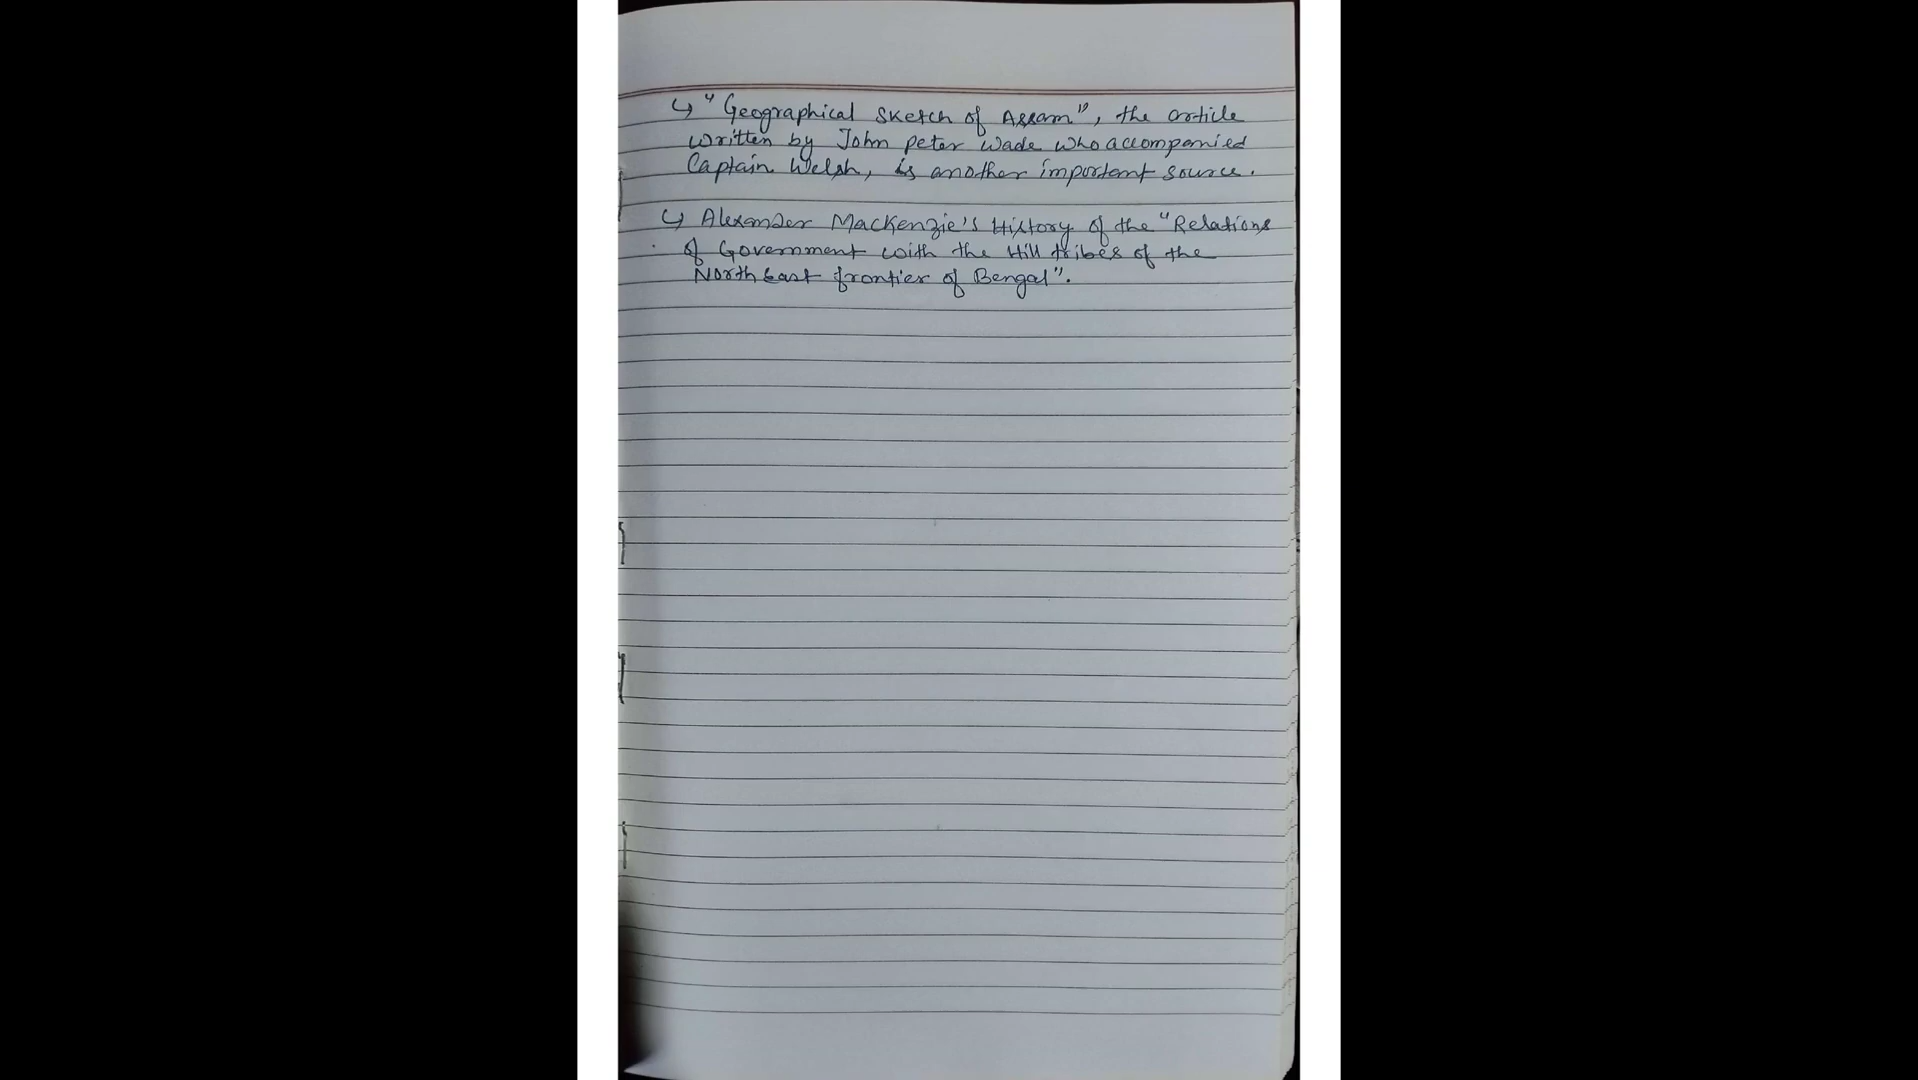 ↳ "Geographical Sketch of Assam", the article
written by John Peter Wade who accompanied
Captain Welsh, is another important source.
↳ Alexander Mackenzie's History of the "Relations
of Government with the Hill tribes of the
North East frontier of Bengal".